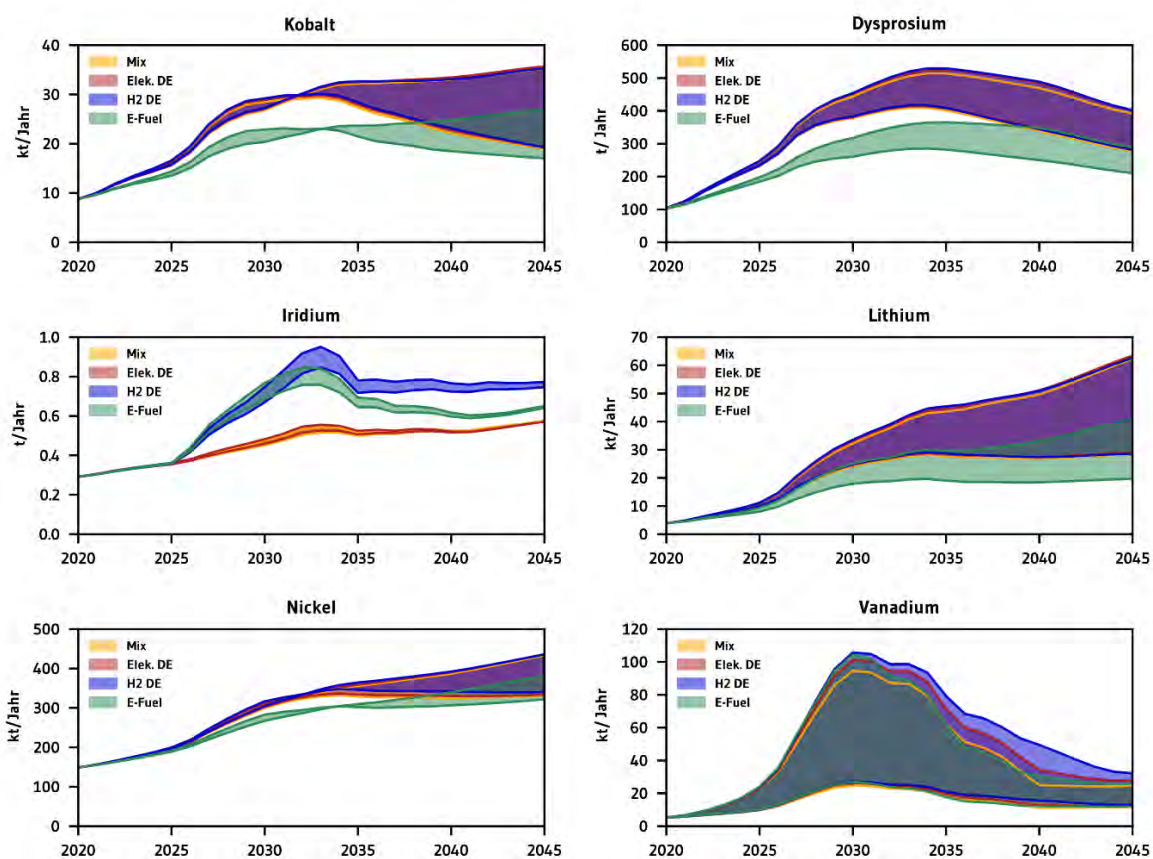 Kobalt
kt/Jahr
40
30
20
10
0
Mix
Elek. DE
H2 DE
E-Fuel
2020 2025 2030 2035 2040 2045
Dysprosium
t/Jahr
600
500
400
300
200
100
0
Mix
Elek. DE
H2 DE
E-Fuel
2020 2025 2030 2035 2040 2045
Iridium
t/Jahr
1.0
0.8
0.6
0.4
0.2
0.0
Mix
Elek. DE
H2 DE
E-Fuel
2020 2025 2030 2035 2040 2045
Lithium
kt/Jahr
70
60
50
40
30
20
10
0
Mix
Elek. DE
H2 DE
E-Fuel
2020 2025 2030 2035 2040 2045
Nickel
kt/Jahr
500
400
300
200
100
0
Mix
Elek. DE
H2 DE
E-Fuel
2020 2025 2030 2035 2040 2045
Vanadium
kt/Jahr
120
100
80
60
40
20
0
Mix
Elek. DE
H2 DE
E-Fuel
2020 2025 2030 2035 2040 2045